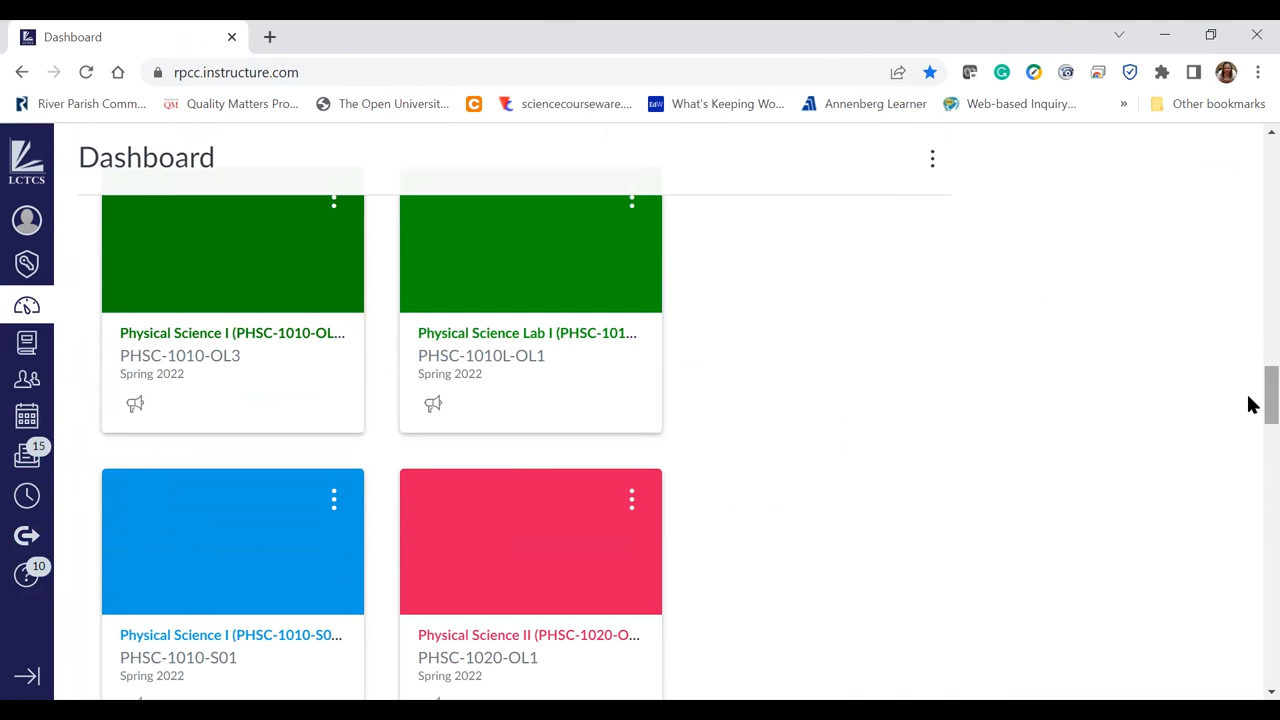 Dashboard
rpcc.instructure.com
River Parish Comm...
Quality Matters Pro...
The Open Universit...
sciencecourseware....
EdW
What's Keeping Wo...
Annenberg Learner
Web-based Inquiry...
»
Other bookmarks
LCTCS
Dashboard
Physical Science I (PHSC-1010-OL...
PHSC-1010-OL3
Spring 2022
Physical Science Lab I (PHSC-101...
PHSC-1010L-OL1
Spring 2022
15
10
Physical Science I (PHSC-1010-S0...
PHSC-1010-S01
Spring 2022
Physical Science II (PHSC-1020-O...
PHSC-1020-OL1
Spring 2022